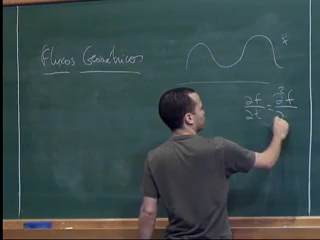 Fluxos Geométricos
f
∂f/∂t = ∂²f/∂